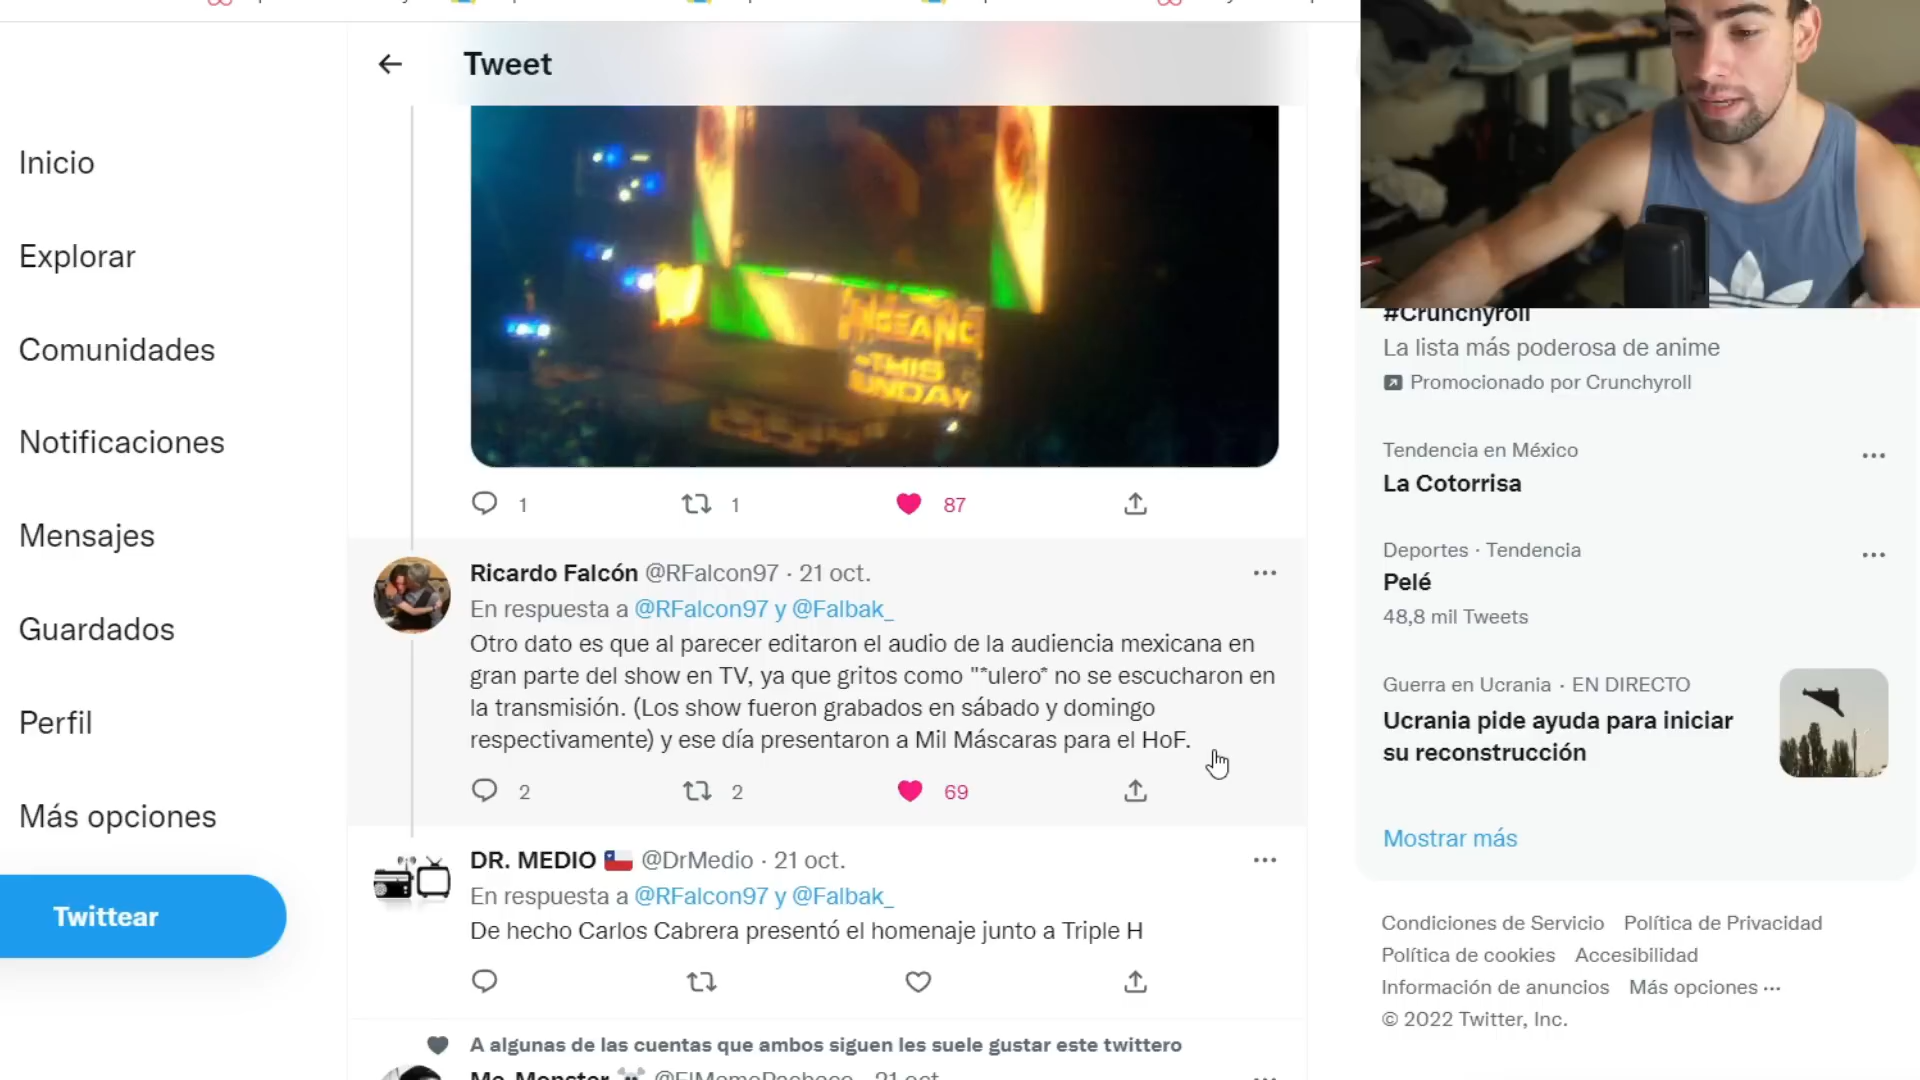 Tweet
Inicio
Explorar
Comunidades
Notificaciones
Mensajes
Guardados
Perfil
Más opciones
Twittear
GEANC
THIS
UNDAY
1 1 87
Ricardo Falcón @RFalcon97 · 21 oct.
En respuesta a @RFalcon97 y @Falbak_
Otro dato es que al parecer editaron el audio de la audiencia mexicana en
gran parte del show en TV, ya que gritos como "*ulero* no se escucharon en
la transmisión. (Los show fueron grabados en sábado y domingo
respectivamente) y ese día presentaron a Mil Máscaras para el HoF.
2 2 69
DR. MEDIO @DrMedio · 21 oct.
En respuesta a @RFalcon97 y @Falbak_
De hecho Carlos Cabrera presentó el homenaje junto a Triple H
A algunas de las cuentas que ambos siguen les suele gustar este twittero
@ElMomoPacheco · 21 oct.
#Crunchyroll
La lista más poderosa de anime
Promocionado por Crunchyroll
Tendencia en México
La Cotorrisa
Deportes · Tendencia
Pelé
48,8 mil Tweets
Guerra en Ucrania · EN DIRECTO
Ucrania pide ayuda para iniciar
su reconstrucción
Mostrar más
Condiciones de Servicio Política de Privacidad
Política de cookies Accesibilidad
Información de anuncios Más opciones ···
© 2022 Twitter, Inc.